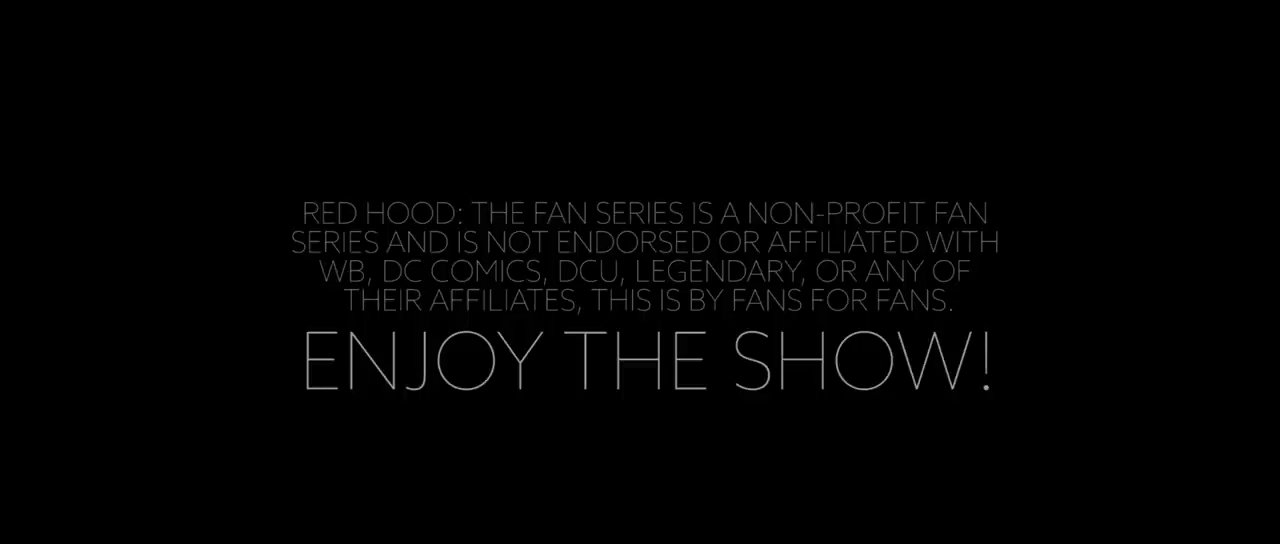 RED HOOD: THE FAN SERIES IS A NON-PROFIT FAN
SERIES AND IS NOT ENDORSED OR AFFILIATED WITH
WB, DC COMICS, DCU, LEGENDARY, OR ANY OF
THEIR AFFILIATES, THIS IS BY FANS FOR FANS.
ENJOY THE SHOW!